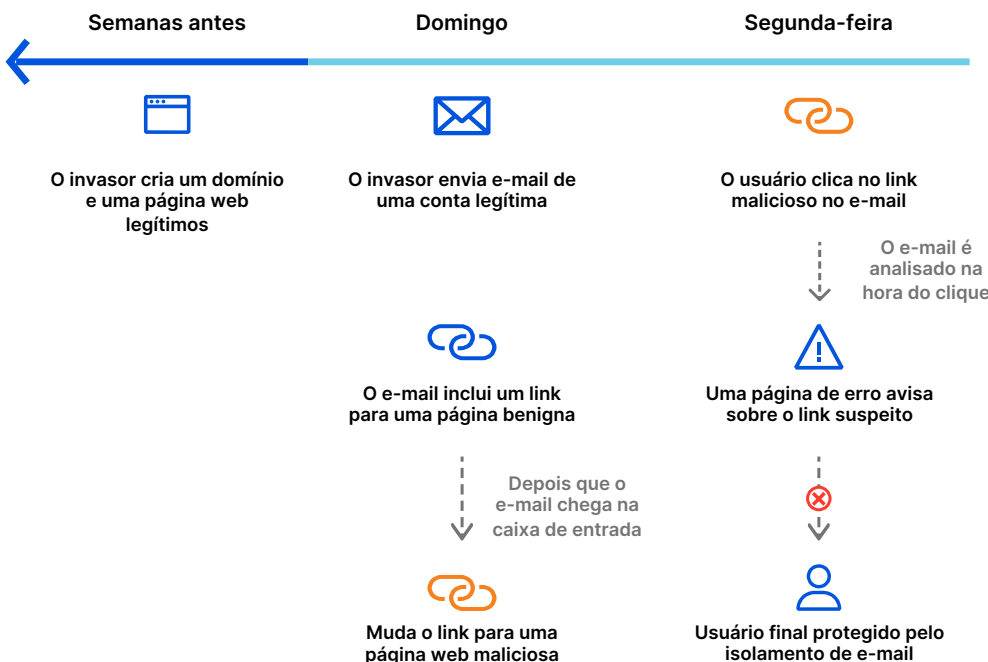 Semanas antes
Domingo
Segunda-feira
O invasor cria um domínio
e uma página web
legítimos
O invasor envia e-mail de
uma conta legítima
O usuário clica no link
malicioso no e-mail
O e-mail é
analisado na
hora do clique
O e-mail inclui um link
para uma página benigna
Uma página de erro avisa
sobre o link suspeito
Depois que o
e-mail chega na
caixa de entrada
Muda o link para uma
página web maliciosa
Usuário final protegido pelo
isolamento de e-mail